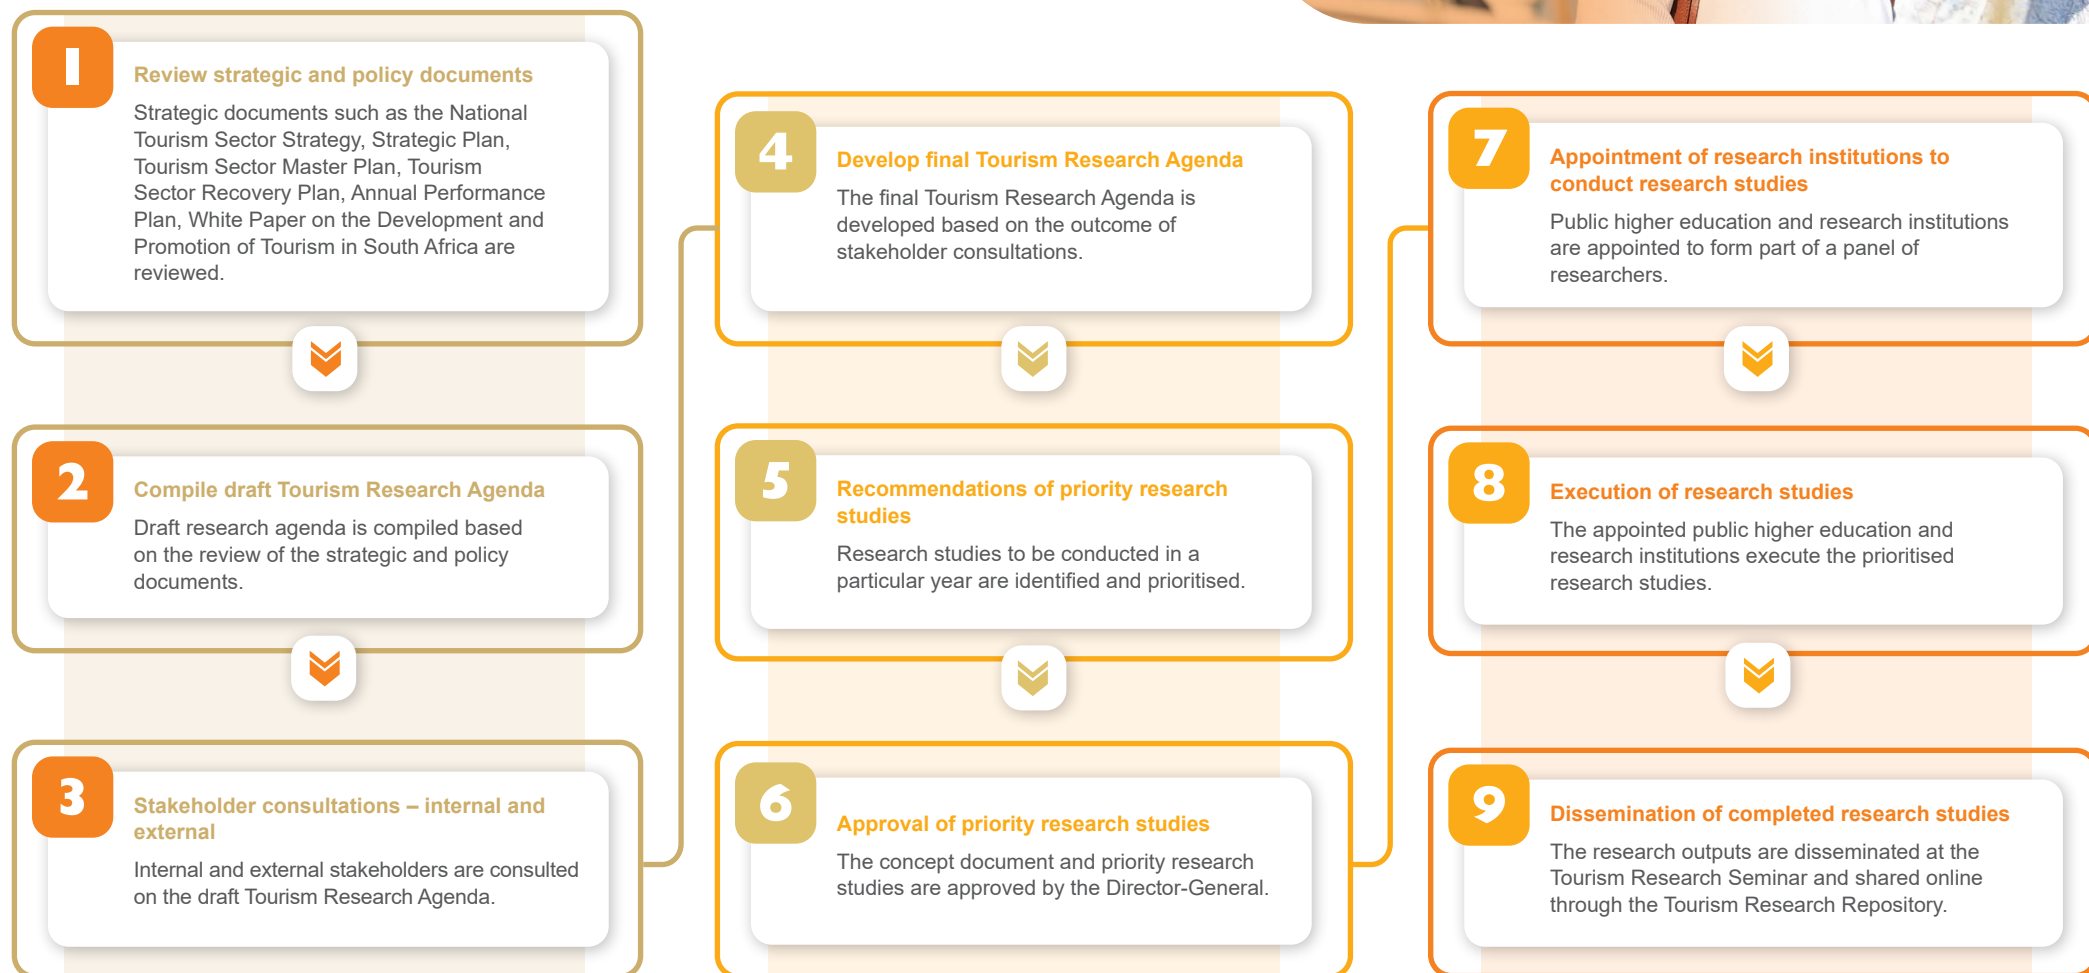 1
Review strategic and policy documents
Strategic documents such as the National
Tourism Sector Strategy, Strategic Plan,
Tourism Sector Master Plan, Tourism
Sector Recovery Plan, Annual Performance
Plan, White Paper on the Development and
Promotion of Tourism in South Africa are
reviewed.
2
Compile draft Tourism Research Agenda
Draft research agenda is compiled based
on the review of the strategic and policy
documents.
3
Stakeholder consultations – internal and
external
Internal and external stakeholders are consulted
on the draft Tourism Research Agenda.
4
Develop final Tourism Research Agenda
The final Tourism Research Agenda is
developed based on the outcome of
stakeholder consultations.
5
Recommendations of priority research
studies
Research studies to be conducted in a
particular year are identified and prioritised.
6
Approval of priority research studies
The concept document and priority research
studies are approved by the Director-General.
7
Appointment of research institutions to
conduct research studies
Public higher education and research institutions
are appointed to form part of a panel of
researchers.
8
Execution of research studies
The appointed public higher education and
research institutions execute the prioritised
research studies.
9
Dissemination of completed research studies
The research outputs are disseminated at the
Tourism Research Seminar and shared online
through the Tourism Research Repository.